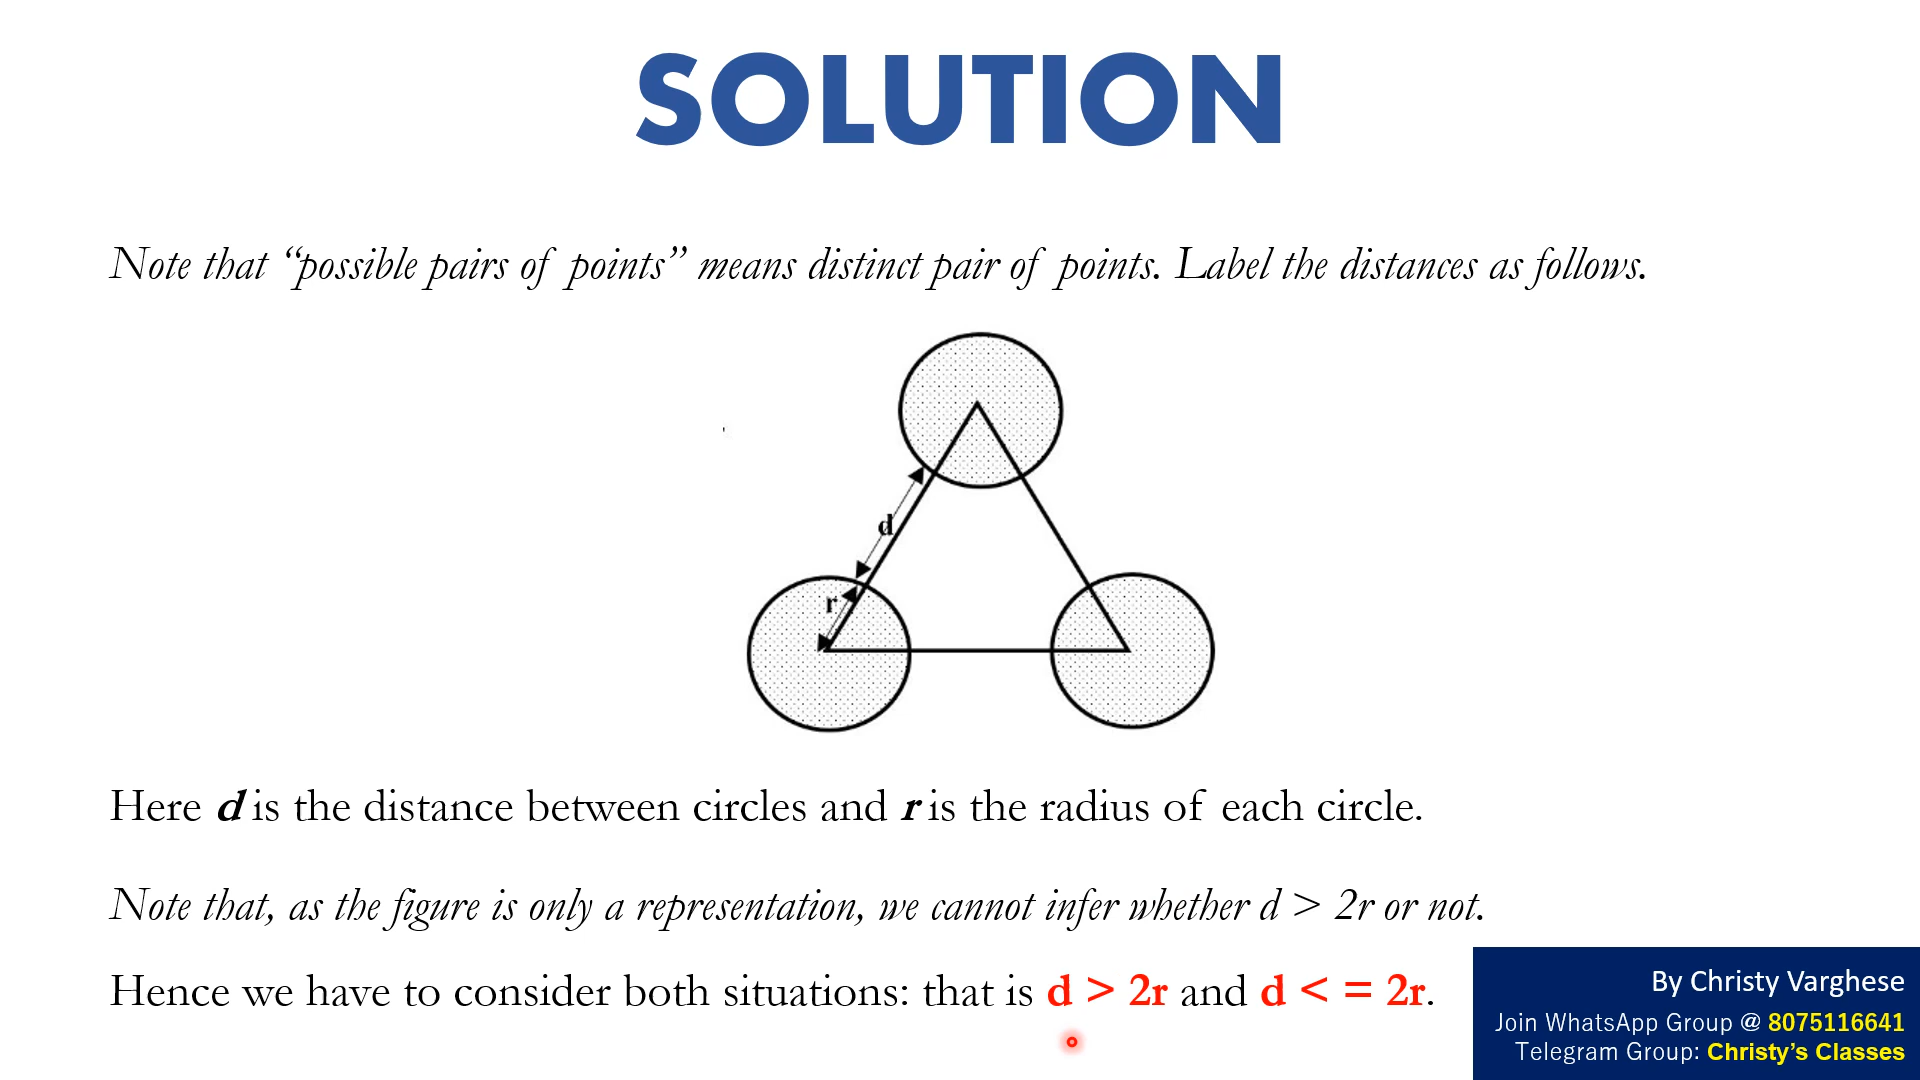 SOLUTION
Note that “possible pairs of points” means distinct pair of points. Label the distances as follows.
d
r
Here d is the distance between circles and r is the radius of each circle.
Note that, as the figure is only a representation, we cannot infer whether d > 2r or not.
Hence we have to consider both situations: that is d > 2r and d < = 2r.
By Christy Varghese
Join WhatsApp Group @ 8075116641
Telegram Group: Christy’s Classes